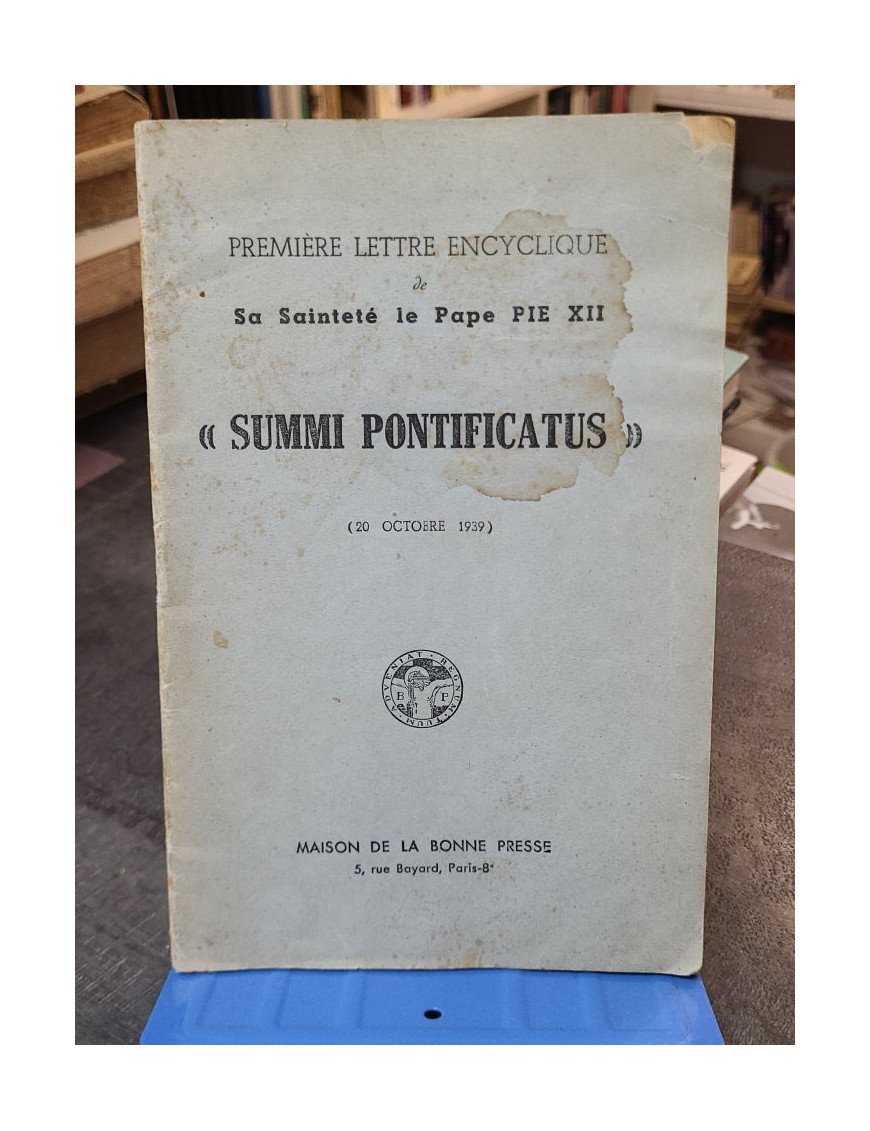 PREMIÈRE LETTRE ENCYCLIQUE
de
Sa Sainteté le Pape PIE XII
« SUMMI PONTIFICATUS »
(20 OCTOBRE 1939)
ADVENIAT · REGNUM · TUUM
B P
MAISON DE LA BONNE PRESSE
5, rue Bayard, Paris-8ᵉ